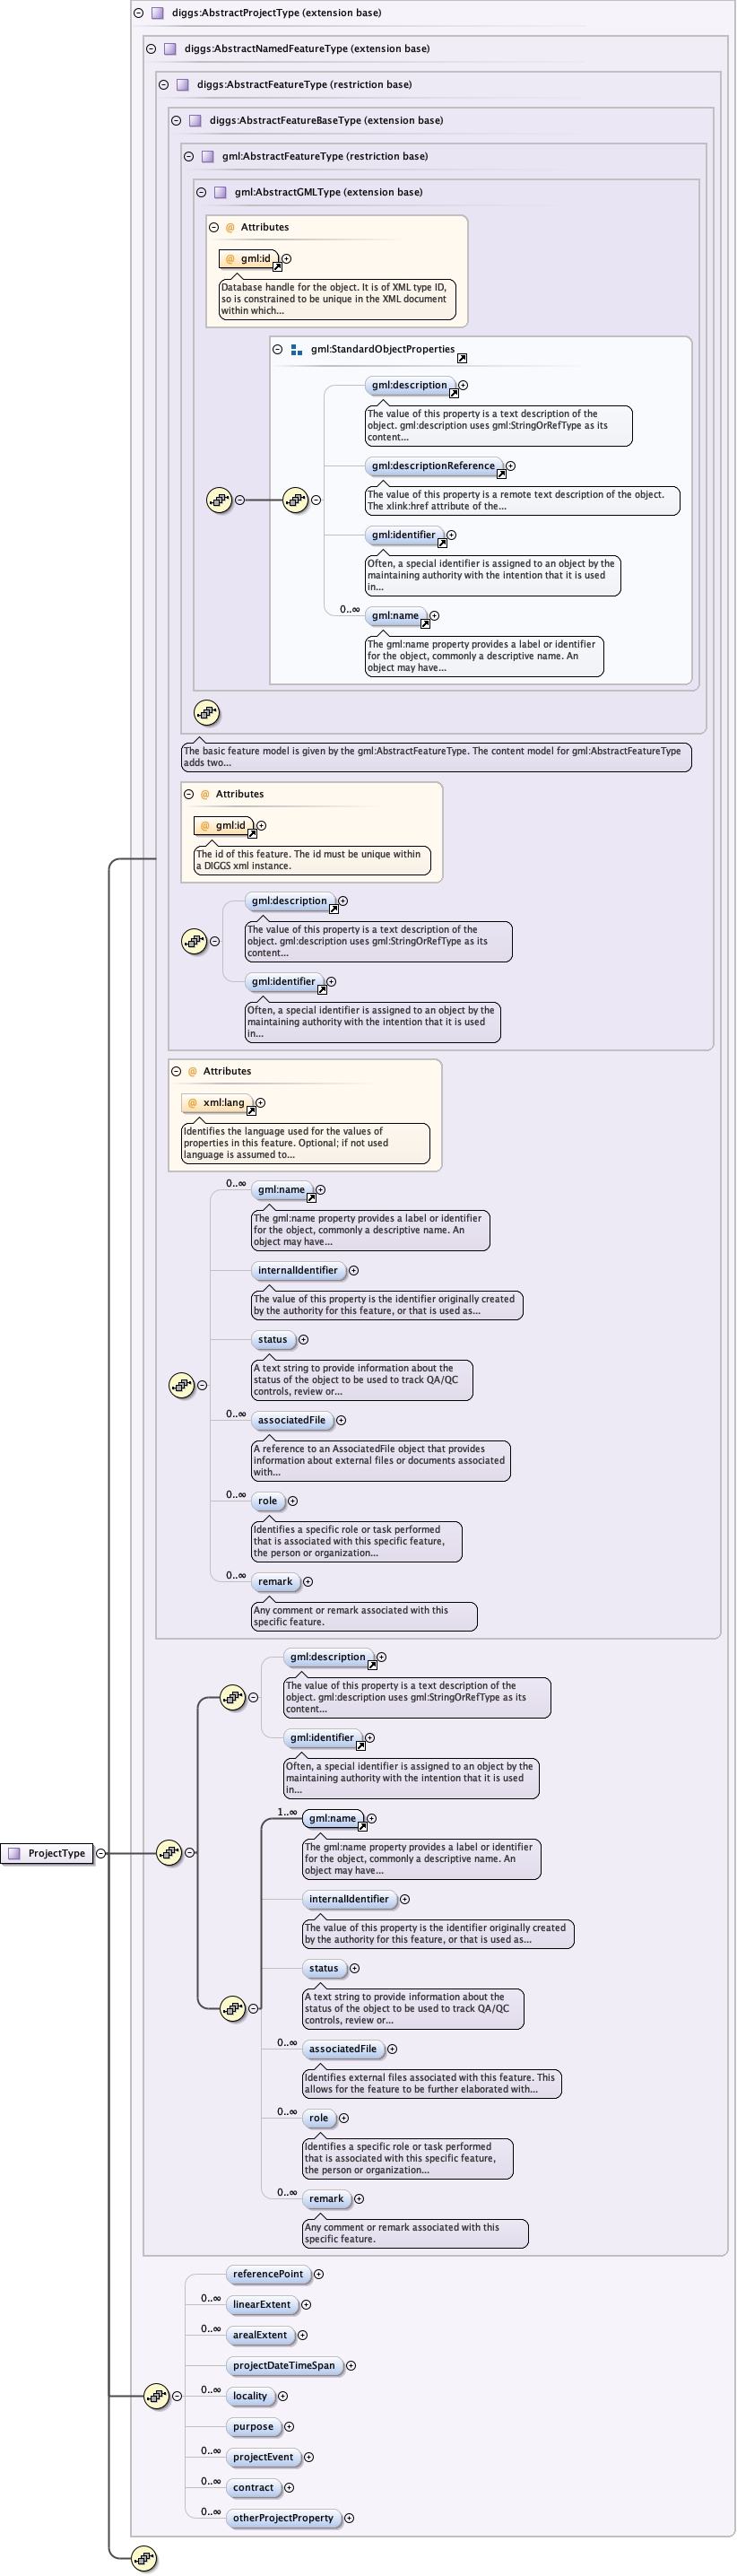 diggs:AbstractProjectType (extension base)
diggs:AbstractNamedFeatureType (extension base)
diggs:AbstractFeatureType (restriction base)
diggs:AbstractFeatureBaseType (extension base)
gml:AbstractFeatureType (restriction base)
gml:AbstractGMLType (extension base)
@ Attributes
@ gml:id
Database handle for the object. It is of XML type ID,
so is constrained to be unique in the XML document
within which...
gml:StandardObjectProperties
gml:description
The value of this property is a text description of the
object. gml:description uses gml:StringOrRefType as its
content...
gml:descriptionReference
The value of this property is a remote text description of the object.
The xlink:href attribute of the...
gml:identifier
Often, a special identifier is assigned to an object by the
maintaining authority with the intention that it is used
in...
0..∞
gml:name
The gml:name property provides a label or identifier
for the object, commonly a descriptive name. An
object may have...
The basic feature model is given by the gml:AbstractFeatureType. The content model for gml:AbstractFeatureType
adds two...
@ Attributes
@ gml:id
The id of this feature. The id must be unique within
a DIGGS xml instance.
gml:description
The value of this property is a text description of the
object. gml:description uses gml:StringOrRefType as its
content...
gml:identifier
Often, a special identifier is assigned to an object by the
maintaining authority with the intention that it is used
in...
@ Attributes
@ xml:lang
Identifies the language used for the values of
properties in this feature. Optional; if not used
language is assumed to...
0..∞
gml:name
The gml:name property provides a label or identifier
for the object, commonly a descriptive name. An
object may have...
internalIdentifier
The value of this property is the identifier originally created
by the authority for this feature, or that is used as...
status
A text string to provide information about the
status of the object to be used to track QA/QC
controls, review or...
0..∞
associatedFile
A reference to an AssociatedFile object that provides
information about external files or documents associated
with...
0..∞
role
Identifies a specific role or task performed
that is associated with this specific feature,
the person or organization...
0..∞
remark
Any comment or remark associated with this
specific feature.
gml:description
The value of this property is a text description of the
object. gml:description uses gml:StringOrRefType as its
content...
gml:identifier
Often, a special identifier is assigned to an object by the
maintaining authority with the intention that it is used
in...
1..∞
gml:name
The gml:name property provides a label or identifier
for the object, commonly a descriptive name. An
object may have...
ProjectType
internalIdentifier
The value of this property is the identifier originally created
by the authority for this feature, or that is used as...
status
A text string to provide information about the
status of the object to be used to track QA/QC
controls, review or...
0..∞
associatedFile
Identifies external files associated with this feature. This
allows for the feature to be further elaborated with...
0..∞
role
Identifies a specific role or task performed
that is associated with this specific feature,
the person or organization...
0..∞
remark
Any comment or remark associated with this
specific feature.
referencePoint
0..∞
linearExtent
0..∞
arealExtent
projectDateTimeSpan
0..∞
locality
purpose
0..∞
projectEvent
0..∞
contract
0..∞
otherProjectProperty